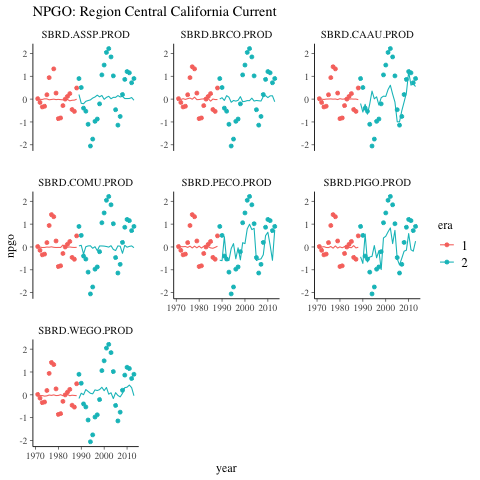 NPGO: Region Central California Current
SBRD.ASSP.PROD SBRD.BRCO.PROD SBRD.CAAU.PROD
2
1
0
-1
-2
SBRD.COMU.PROD SBRD.PECO.PROD SBRD.PIGO.PROD
2
1
0
-1
-2
npgo
era
1
2
1970 1980 1990 2000 2010 1970 1980 1990 2000 2010
SBRD.WEGO.PROD
2
1
0
-1
-2
1970 1980 1990 2000 2010
year